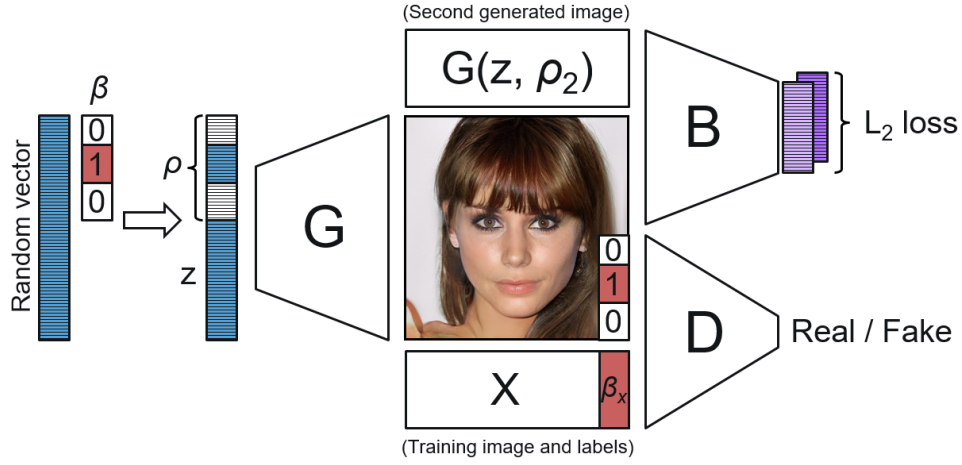 (Second generated image)
G(z, ρ₂)
β
0
1
0
Random vector
ρ
z
G
0
1
0
B
L₂ loss
D
Real / Fake
X
βₓ
(Training image and labels)